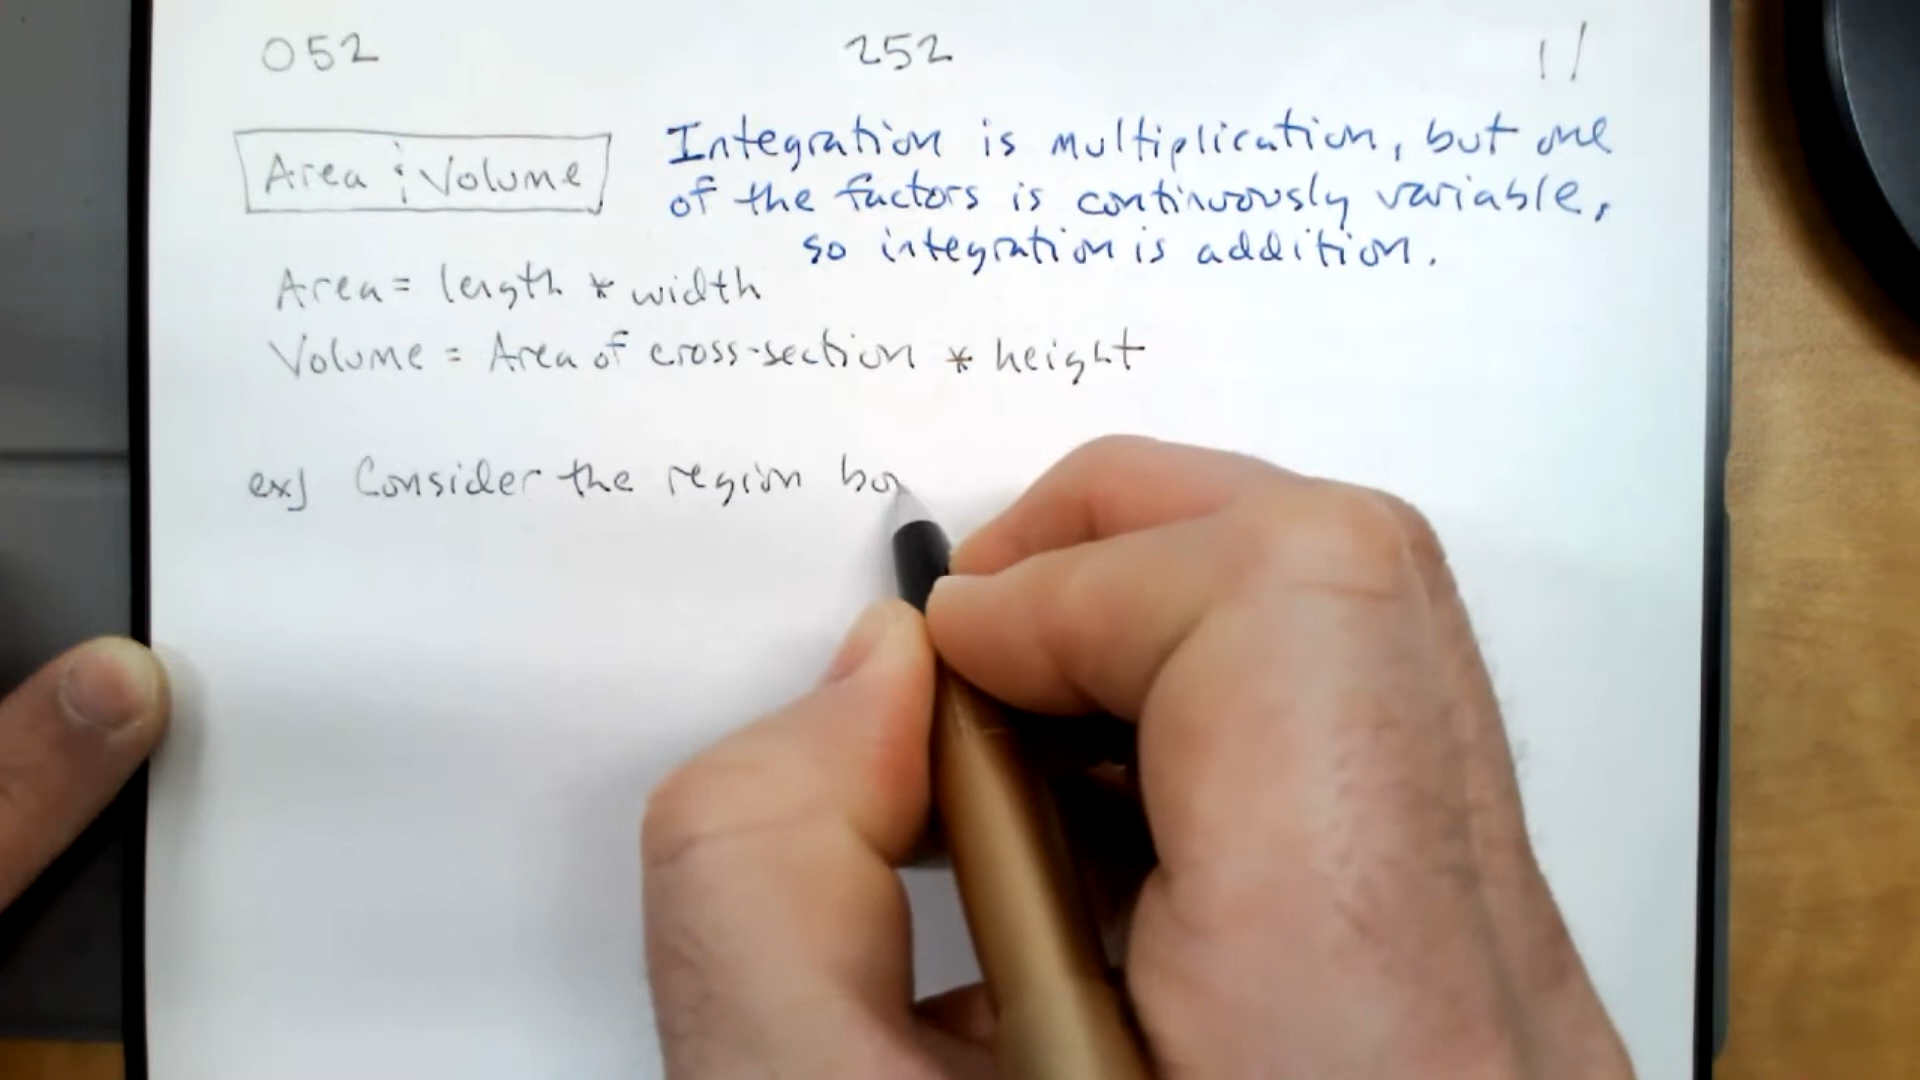 052 252 1/
Area & Volume
Integration is multiplication, but one
of the factors is continuously variable,
so integration is addition.
Area = length * width
Volume = Area of cross-section * height
ex] Consider the region bo